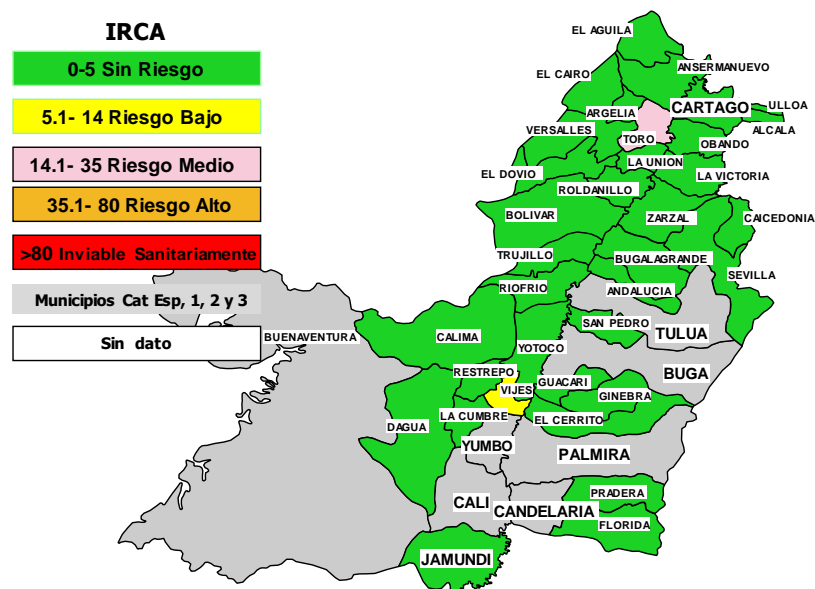 IRCA
0-5 Sin Riesgo
5.1- 14 Riesgo Bajo
14.1- 35 Riesgo Medio
35.1- 80 Riesgo Alto
>80 Inviable Sanitariamente
Municipios Cat Esp, 1, 2 y 3
Sin dato
EL AGUILA
ANSERMANUEVO
EL CAIRO
CARTAGO
ULLOA
ARGELIA
ALCALA
VERSALLES
TORO
OBANDO
LA UNION
EL DOVIO
LA VICTORIA
ROLDANILLO
BOLIVAR
ZARZAL
CAICEDONIA
TRUJILLO
BUGALAGRANDE
SEVILLA
RIOFRIO
ANDALUCIA
SAN PEDRO
TULUA
BUENAVENTURA
CALIMA
YOTOCO
RESTREPO
BUGA
GUACARI
VIJES
GINEBRA
LA CUMBRE
EL CERRITO
DAGUA
YUMBO
PALMIRA
PRADERA
CALI
CANDELARIA
FLORIDA
JAMUNDI